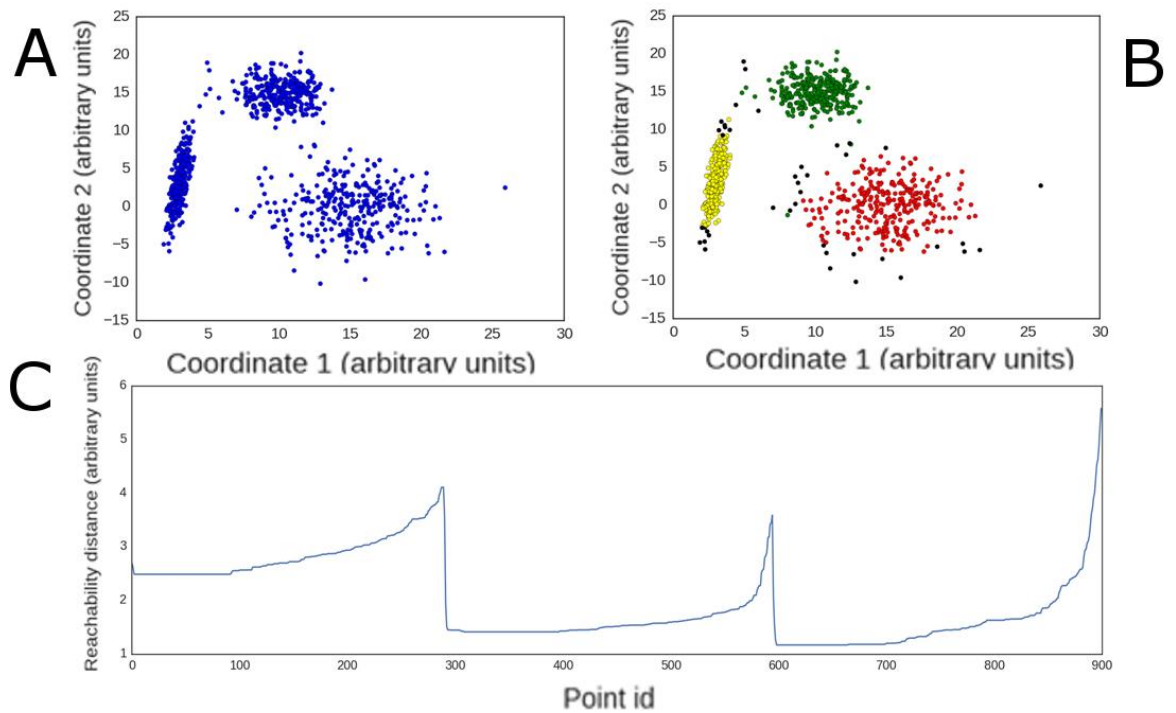 A
Coordinate 2 (arbitrary units)
25
20
15
10
5
0
−5
−10
−15
0 5 10 15 20 25 30
Coordinate 1 (arbitrary units)
B
Coordinate 2 (arbitrary units)
25
20
15
10
5
0
−5
−10
−15
0 5 10 15 20 25 30
Coordinate 1 (arbitrary units)
C
Reachability distance (arbitrary units)
6
5
4
3
2
1
0 100 200 300 400 500 600 700 800 900
Point id